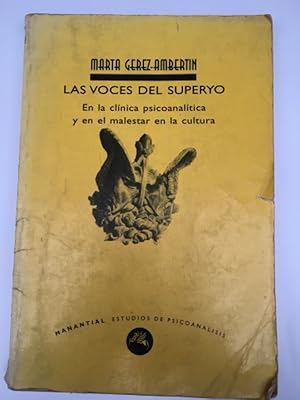 MARTA GEREZ-AMBERTIN
LAS VOCES DEL SUPERYO
En la clínica psicoanalítica
y en el malestar en la cultura
MANANTIAL ESTUDIOS DE PSICOANALISIS